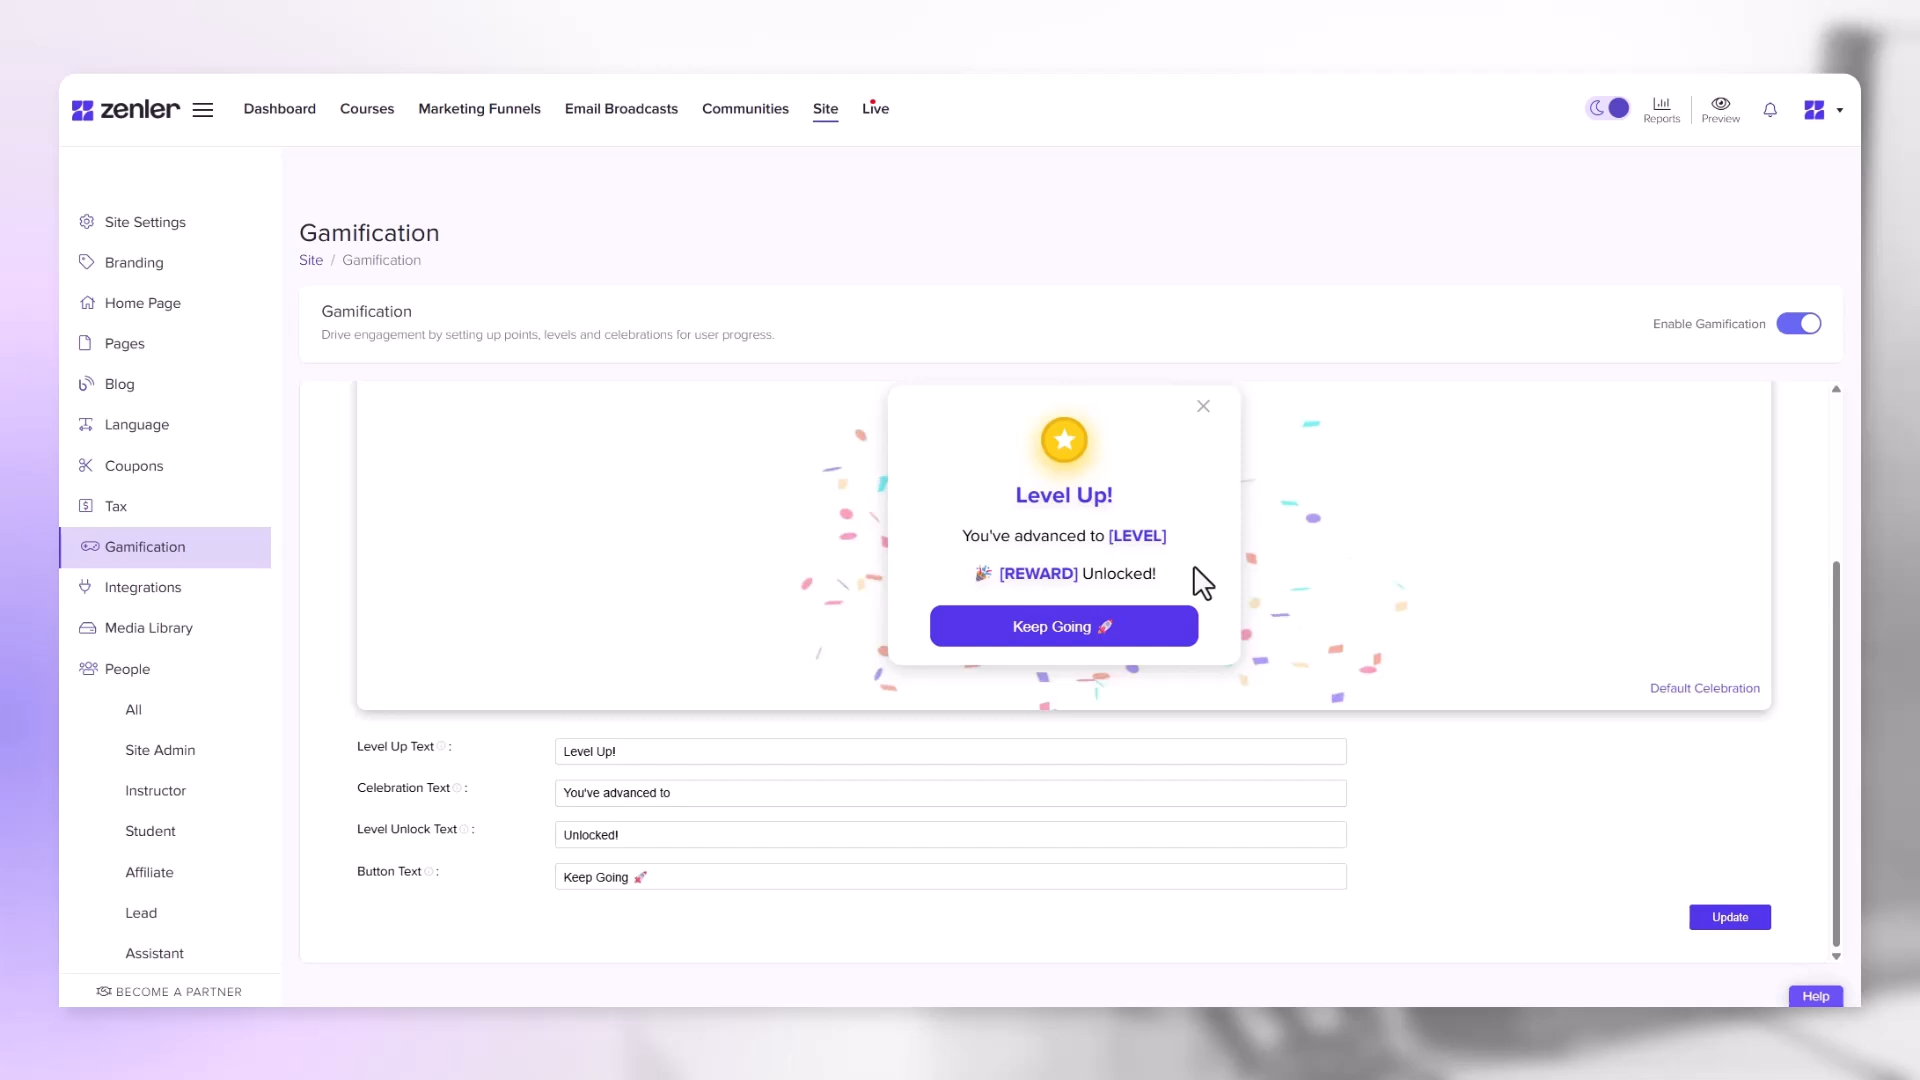 zenler
Dashboard
Courses
Marketing Funnels
Email Broadcasts
Communities
Site
Live
Reports
Preview
Site Settings
Branding
Home Page
Pages
Blog
Language
Coupons
Tax
Gamification
Integrations
Media Library
People
All
Site Admin
Instructor
Student
Affiliate
Lead
Assistant
BECOME A PARTNER
Gamification
Site / Gamification
Gamification
Drive engagement by setting up points, levels and celebrations for user progress.
Enable Gamification
Level Up!
You've advanced to [LEVEL]
🎉 [REWARD] Unlocked!
Keep Going 🚀
Default Celebration
Level Up Text :
Level Up!
Celebration Text :
You've advanced to
Level Unlock Text :
Unlocked!
Button Text :
Keep Going 🚀
Update
Help